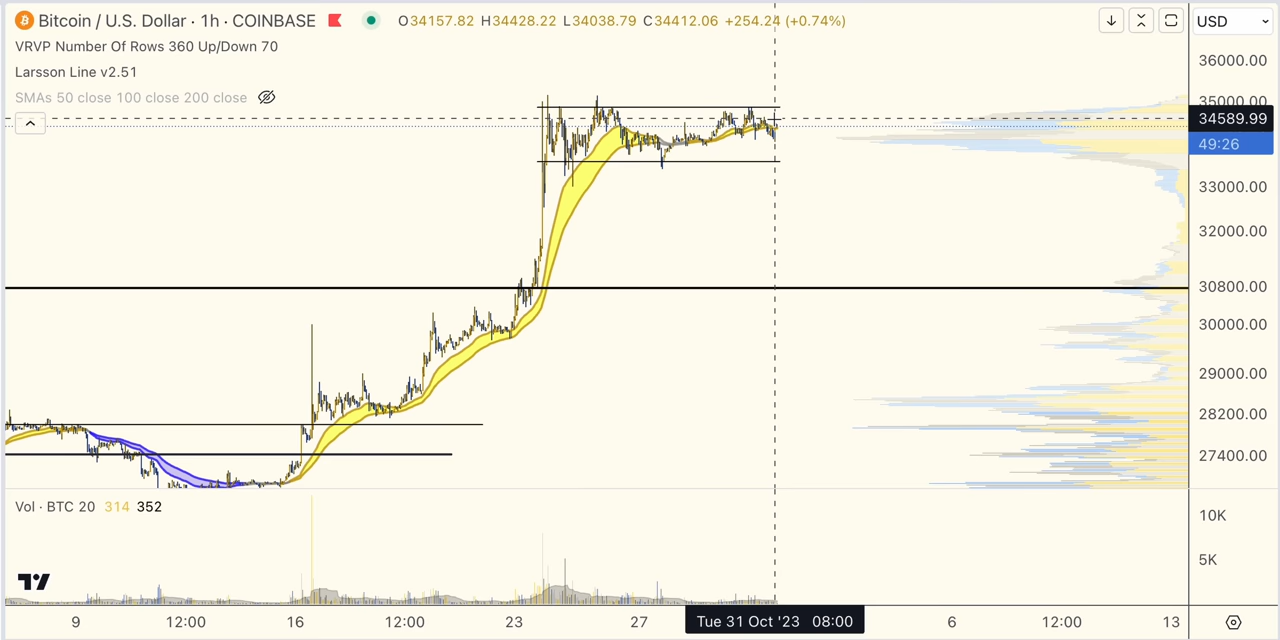 Bitcoin / U.S. Dollar · 1h · COINBASE O34157.82 H34428.22 L34038.79 C34412.06 +254.24 (+0.74%) USD
VRVP Number Of Rows 360 Up/Down 70
Larsson Line v2.51
SMAs 50 close 100 close 200 close
36000.00
35000.00
34589.99
49:26
33000.00
32000.00
30800.00
30000.00
29000.00
28200.00
27400.00
Vol · BTC 20 314 352
10K
5K
9 12:00 16 12:00 23 27 Tue 31 Oct '23 08:00 6 12:00 13